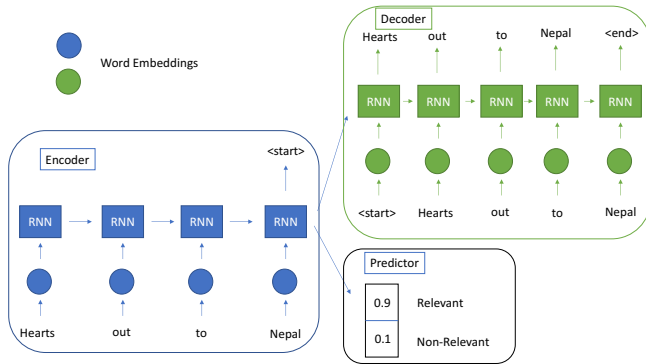 Word Embeddings
Decoder
Hearts out to Nepal <end>
RNN RNN RNN RNN RNN
<start> Hearts out to Nepal
Encoder
<start>
RNN RNN RNN RNN
Hearts out to Nepal
Predictor
0.9 Relevant
0.1 Non-Relevant